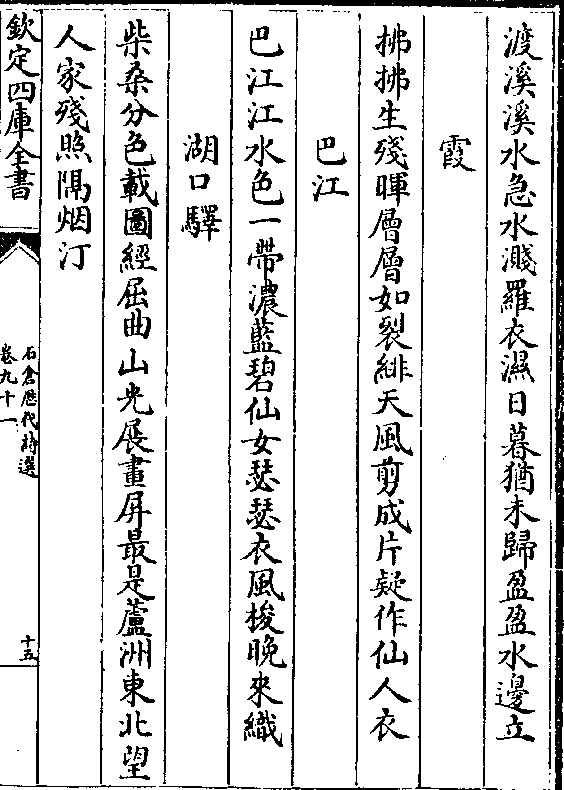 渡溪溪水急水濺羅衣濕日暮猶未歸盈盈水邊立
霞
拂拂生殘暉層層如裂緋天風剪成片疑作仙人衣
巴江
巴江江水色一帶濃藍碧仙女瑟瑟衣風梭晚來織
湖口驛
柴桑分色載圖經屈曲山光展畫屏最是蘆洲東北望
人家殘照隔烟汀
欽定四庫全書
石倉歴代詩選
卷九十一
十五